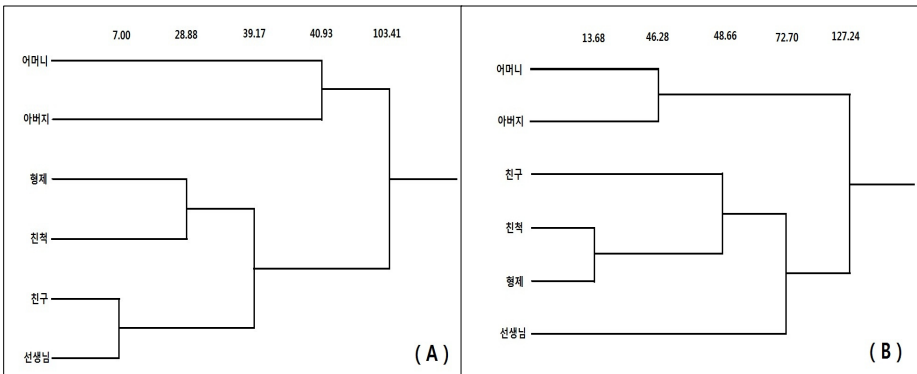 7.00 28.88 39.17 40.93 103.41
어머니
아버지
형제
친척
친구
선생님
( A )
13.68 46.28 48.66 72.70 127.24
어머니
아버지
친구
친척
형제
선생님
( B )